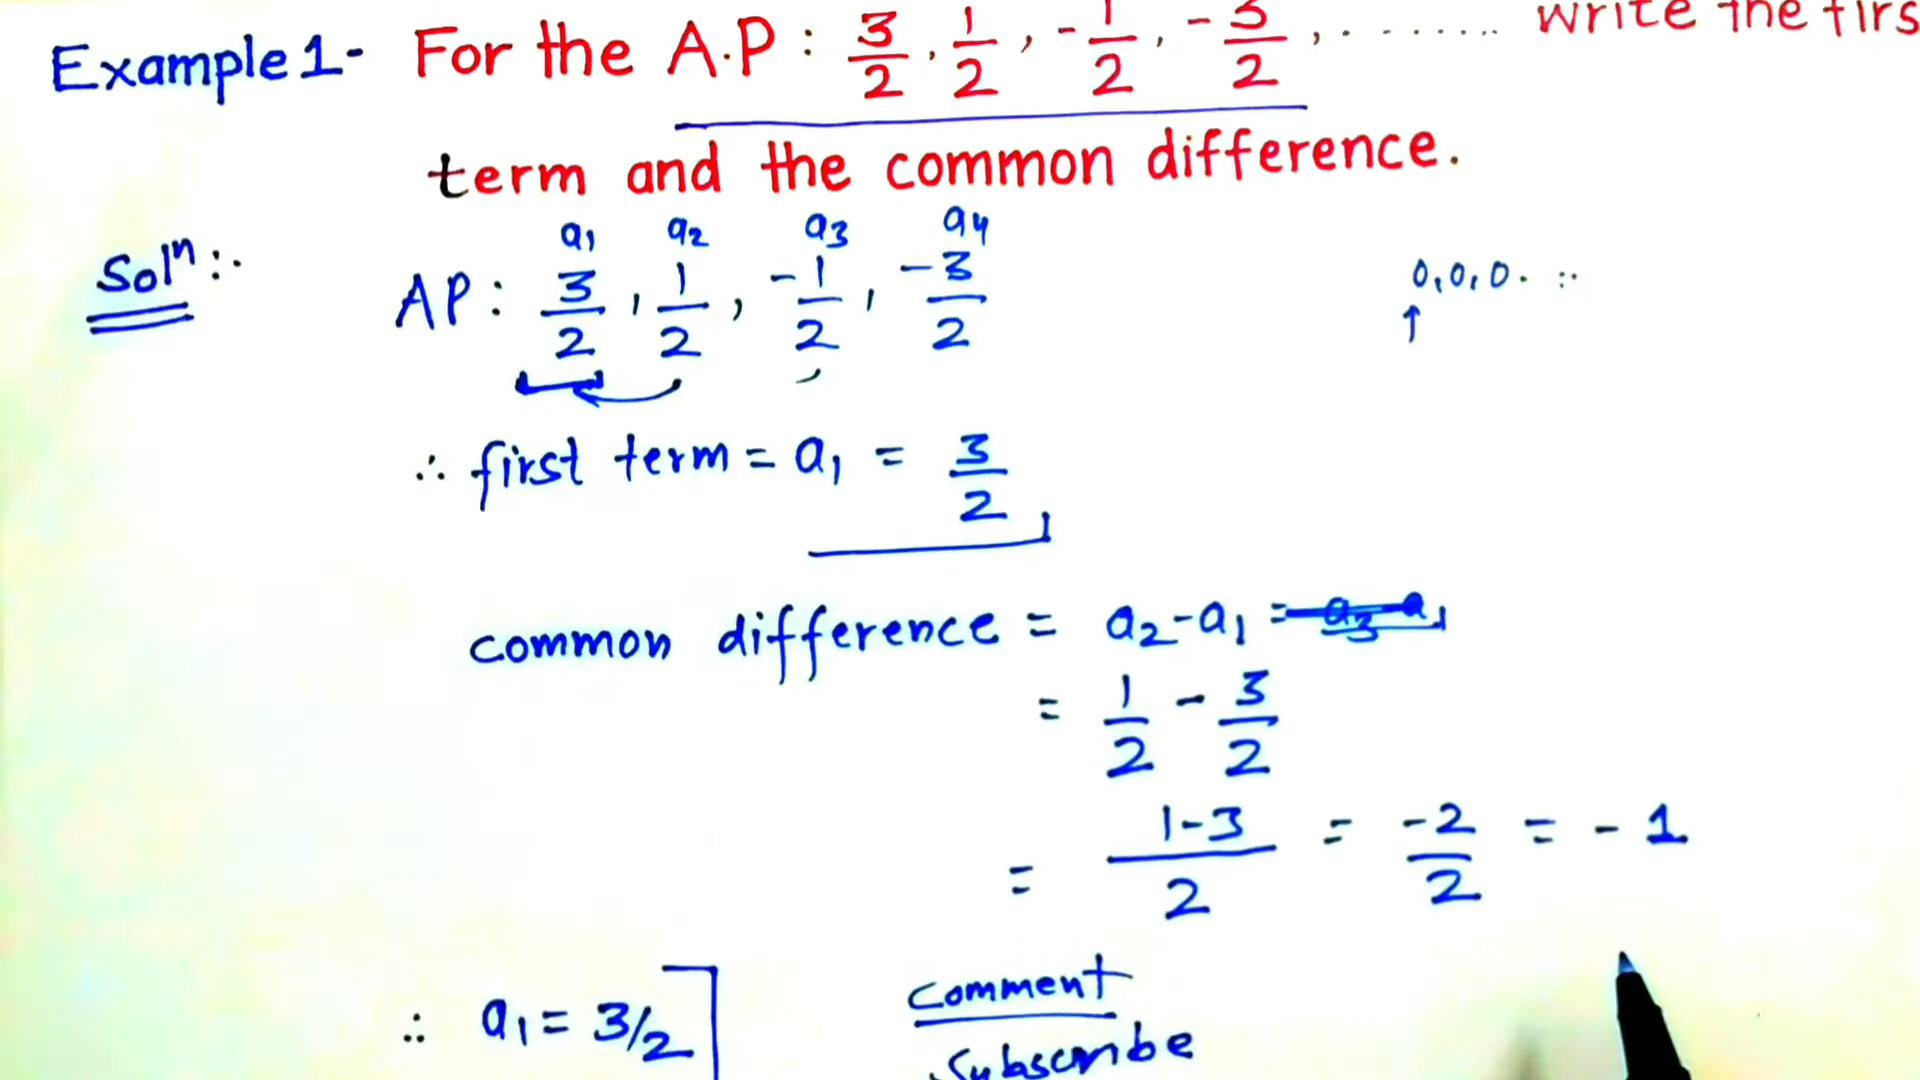 Example 1- For the A.P : 3/2, 1/2, -1/2, -3/2, ........ write the firs
term and the common difference.
a1 a2 a3 a4
Solⁿ :- AP : 3/2, 1/2, -1/2, -3/2
0,0,0. ..
↑
∴ first term = a1 = 3/2
common difference = a2-a1 = a3-a1
= 1/2 - 3/2
= 1-3/2 = -2/2 = -1
∴ a1 = 3/2
Comment
Subscribe